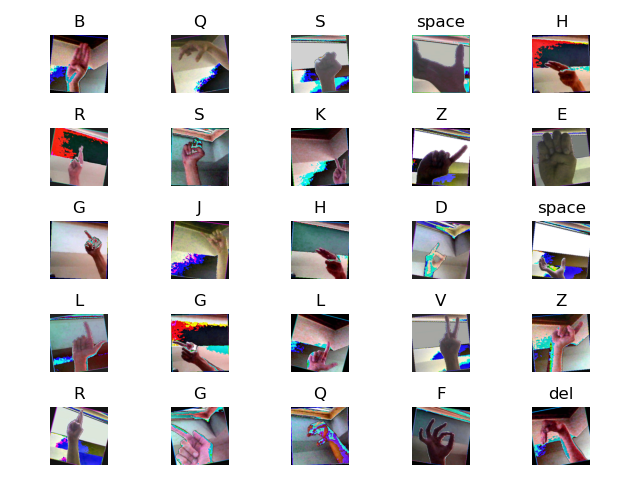 B Q S space H
R S K Z E
G J H D space
L G L V Z
R G Q F del